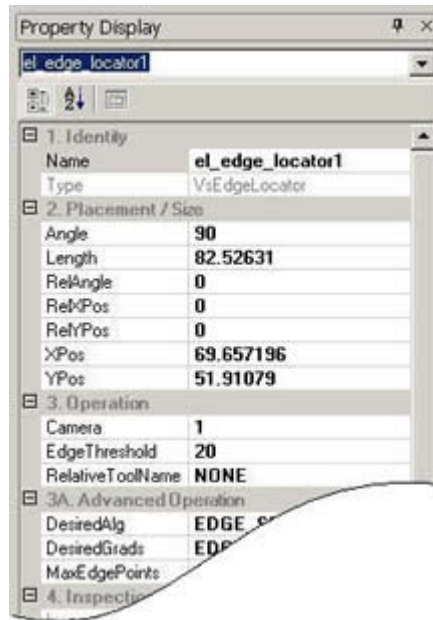 Property Display
el_edge_locator1
1. Identity
Name el_edge_locator1
Type VsEdgeLocator
2. Placement / Size
Angle 90
Length 82.52631
RelAngle 0
RelXPos 0
RelYPos 0
XPos 69.657196
YPos 51.91079
3. Operation
Camera 1
EdgeThreshold 20
RelativeToolName NONE
3A. Advanced Operation
DesiredAlg
DesiredGrads
MaxEdgePoints
4.